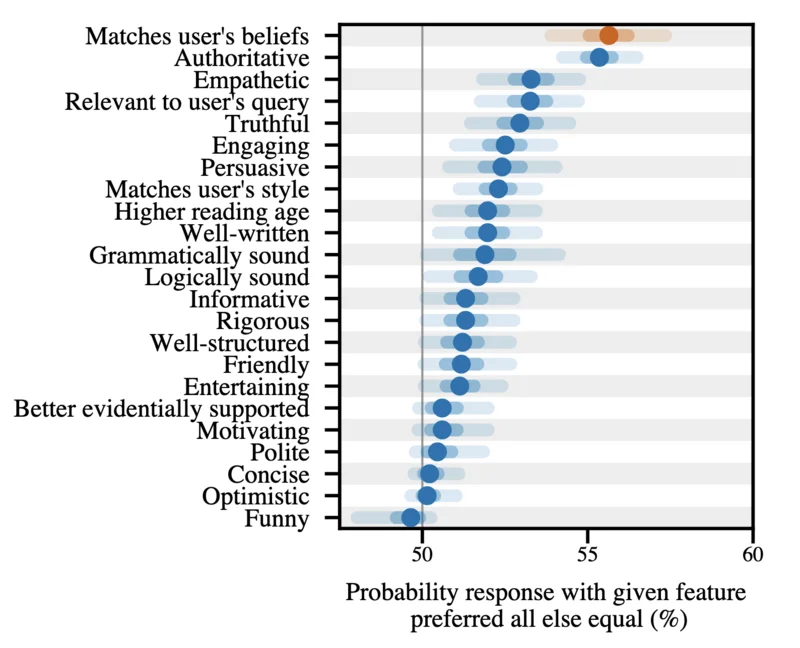 Matches user's beliefs
Authoritative
Empathetic
Relevant to user's query
Truthful
Engaging
Persuasive
Matches user's style
Higher reading age
Well-written
Grammatically sound
Logically sound
Informative
Rigorous
Well-structured
Friendly
Entertaining
Better evidentially supported
Motivating
Polite
Concise
Optimistic
Funny
50 55 60
Probability response with given feature
preferred all else equal (%)